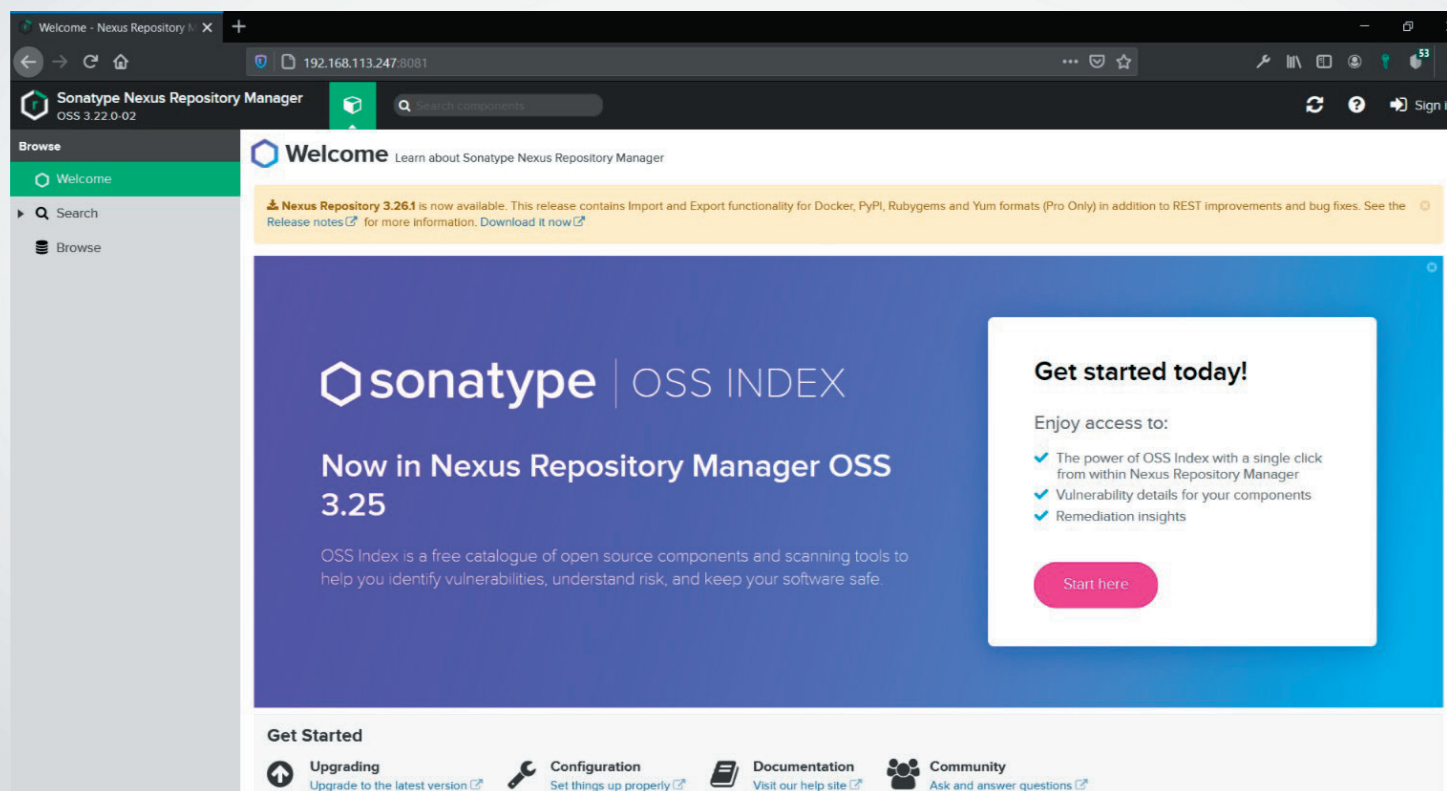 Welcome - Nexus Repository M
192.168.113.247:8081
53
Sonatype Nexus Repository Manager
OSS 3.22.0-02
Search components
Sign i
Browse
Welcome
Search
Browse
Welcome Learn about Sonatype Nexus Repository Manager
Nexus Repository 3.26.1 is now available. This release contains Import and Export functionality for Docker, PyPI, Rubygems and Yum formats (Pro Only) in addition to REST improvements and bug fixes. See the
Release notes for more information. Download it now
sonatype | OSS INDEX
Now in Nexus Repository Manager OSS
3.25
OSS Index is a free catalogue of open source components and scanning tools to
help you identify vulnerabilities, understand risk, and keep your software safe.
Get started today!
Enjoy access to:
The power of OSS Index with a single click
from within Nexus Repository Manager
Vulnerability details for your components
Remediation insights
Start here
Get Started
Upgrading
Upgrade to the latest version
Configuration
Set things up properly
Documentation
Visit our help site
Community
Ask and answer questions